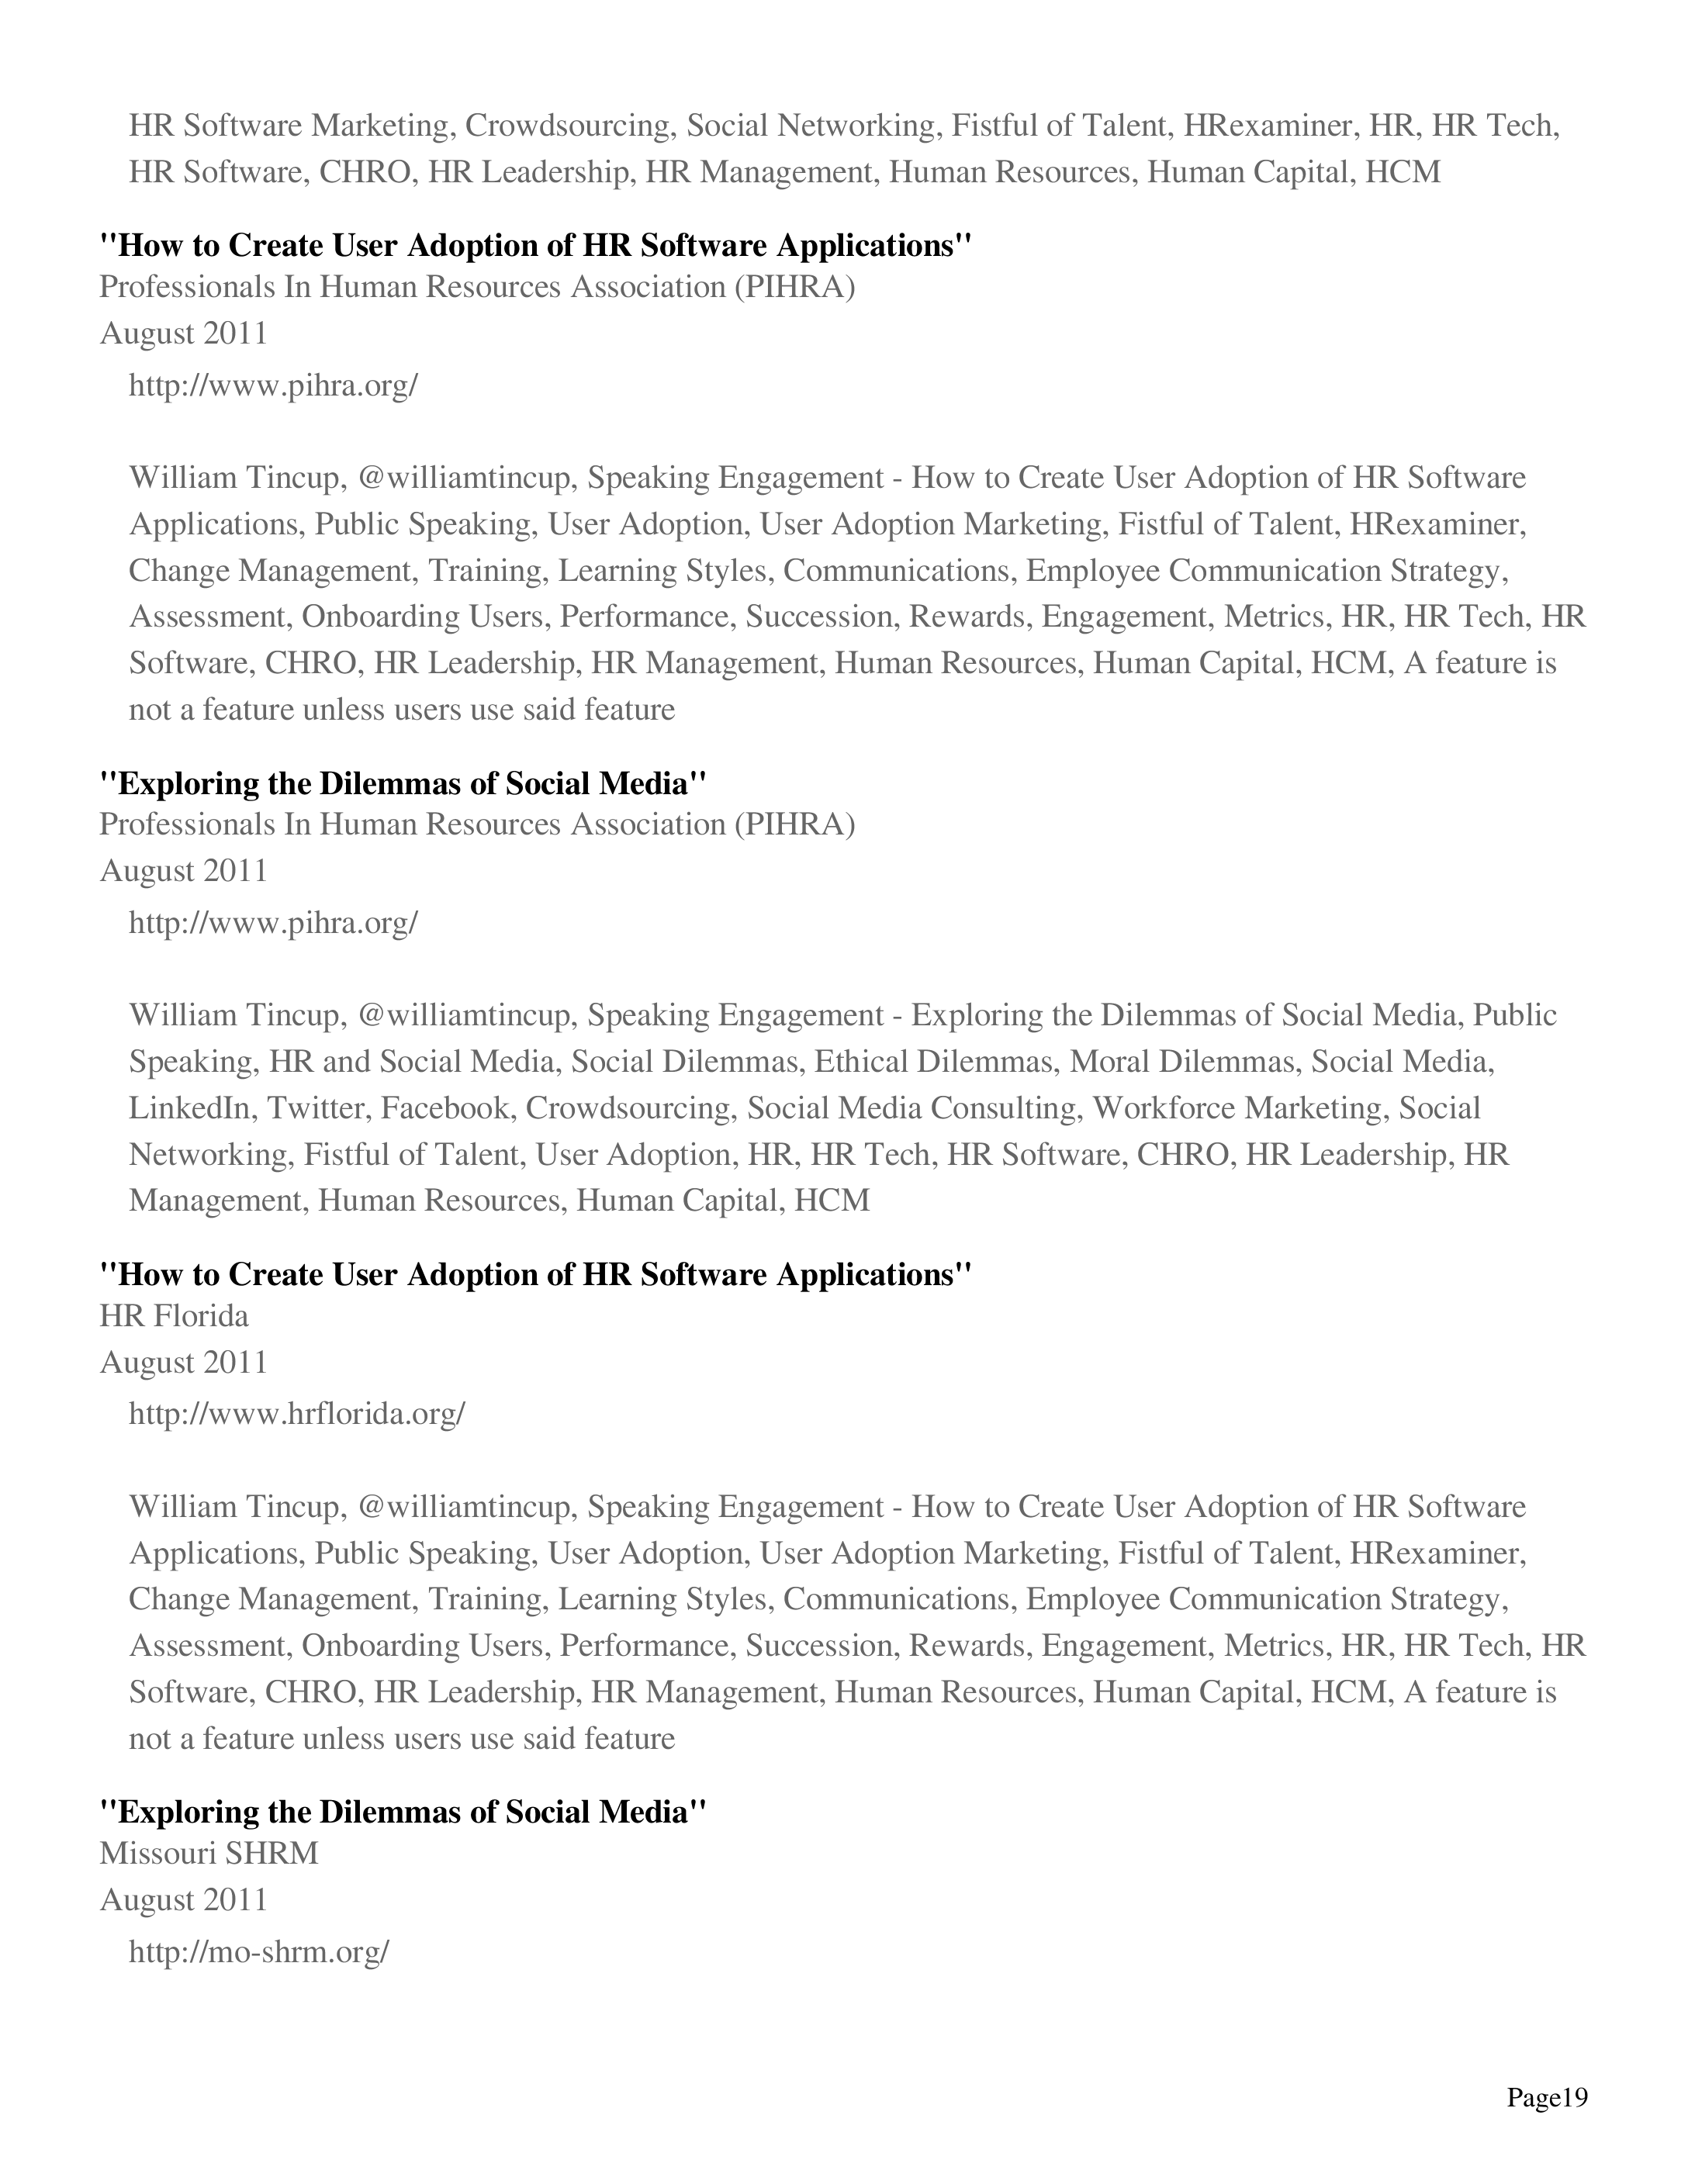 HR Software Marketing, Crowdsourcing, Social Networking, Fistful of Talent, HRexaminer, HR, HR Tech,
HR Software, CHRO, HR Leadership, HR Management, Human Resources, Human Capital, HCM
"How to Create User Adoption of HR Software Applications"
Professionals In Human Resources Association (PIHRA)
August 2011
http://www.pihra.org/
William Tincup, @williamtincup, Speaking Engagement - How to Create User Adoption of HR Software
Applications, Public Speaking, User Adoption, User Adoption Marketing, Fistful of Talent, HRexaminer,
Change Management, Training, Learning Styles, Communications, Employee Communication Strategy,
Assessment, Onboarding Users, Performance, Succession, Rewards, Engagement, Metrics, HR, HR Tech, HR
Software, CHRO, HR Leadership, HR Management, Human Resources, Human Capital, HCM, A feature is
not a feature unless users use said feature
"Exploring the Dilemmas of Social Media"
Professionals In Human Resources Association (PIHRA)
August 2011
http://www.pihra.org/
William Tincup, @williamtincup, Speaking Engagement - Exploring the Dilemmas of Social Media, Public
Speaking, HR and Social Media, Social Dilemmas, Ethical Dilemmas, Moral Dilemmas, Social Media,
LinkedIn, Twitter, Facebook, Crowdsourcing, Social Media Consulting, Workforce Marketing, Social
Networking, Fistful of Talent, User Adoption, HR, HR Tech, HR Software, CHRO, HR Leadership, HR
Management, Human Resources, Human Capital, HCM
"How to Create User Adoption of HR Software Applications"
HR Florida
August 2011
http://www.hrflorida.org/
William Tincup, @williamtincup, Speaking Engagement - How to Create User Adoption of HR Software
Applications, Public Speaking, User Adoption, User Adoption Marketing, Fistful of Talent, HRexaminer,
Change Management, Training, Learning Styles, Communications, Employee Communication Strategy,
Assessment, Onboarding Users, Performance, Succession, Rewards, Engagement, Metrics, HR, HR Tech, HR
Software, CHRO, HR Leadership, HR Management, Human Resources, Human Capital, HCM, A feature is
not a feature unless users use said feature
"Exploring the Dilemmas of Social Media"
Missouri SHRM
August 2011
http://mo-shrm.org/
Page19